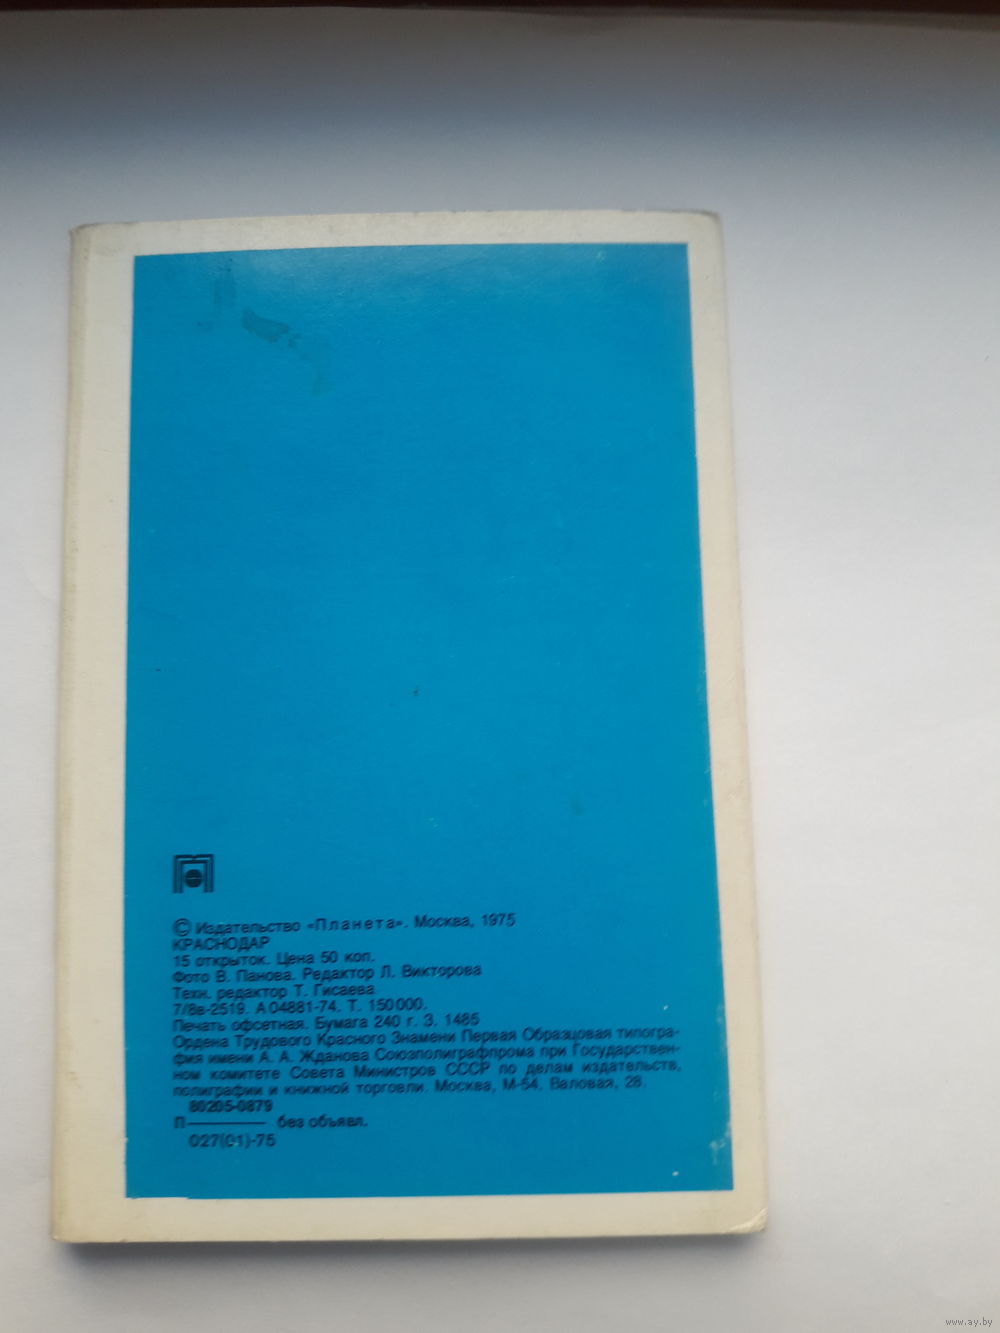 © Издательство «Планета». Москва, 1975
КРАСНОДАР
15 открыток. Цена 50 коп.
Фото В. Панова. Редактор Л. Викторова
Техн. редактор Т. Гисаева
7/8в-2519. А 04881-74. Т. 150 000.
Печать офсетная. Бумага 240 г. З. 1485
Ордена Трудового Красного Знамени Первая Образцовая типогра-
фия имени А. А. Жданова Союзполиграфпрома при Государствен-
ном комитете Совета Министров СССР по делам издательств,
полиграфии и книжной торговли. Москва, М-54, Валовая, 28.
80205-0879
П———— без объявл.
027(01)-75
www.ay.by